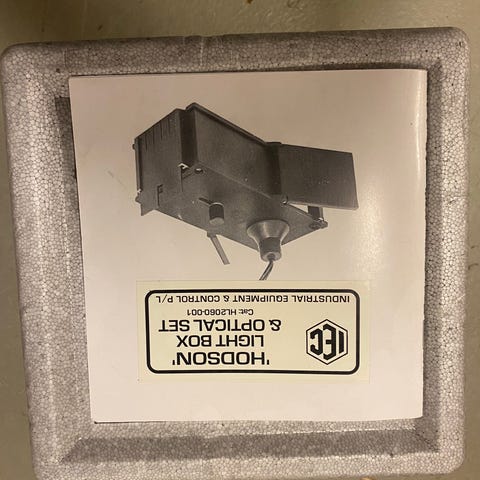 IEC
'HODSON'
LIGHT BOX
& OPTICAL SET
Cat: HL2060-001
INDUSTRIAL EQUIPMENT & CONTROL P/L